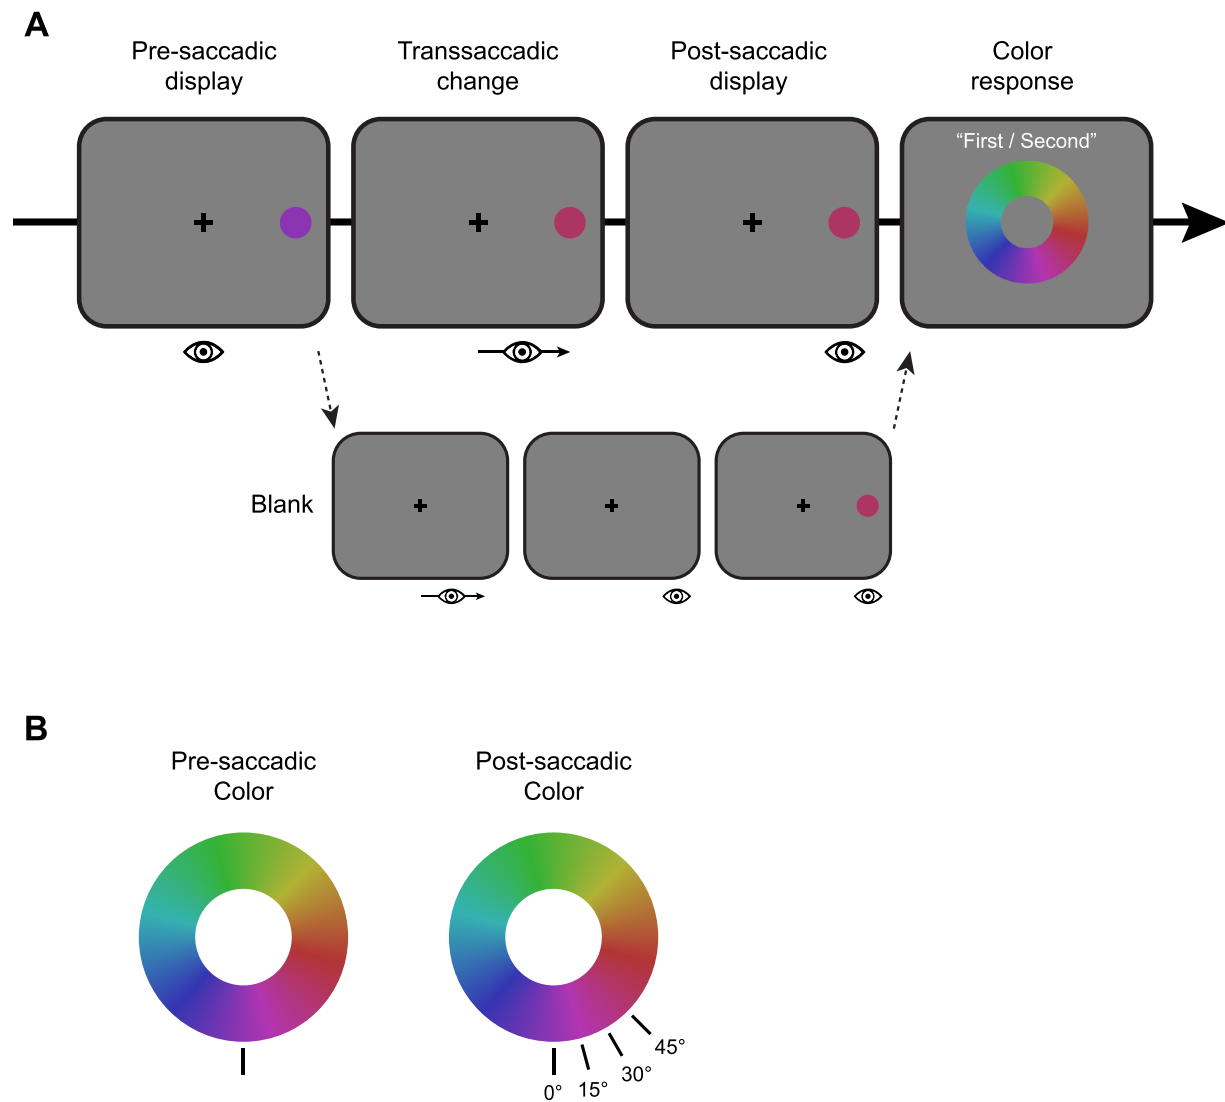 A
Pre-saccadic
display
Transsaccadic
change
Post-saccadic
display
Color
response
“First / Second”
Blank
B
Pre-saccadic
Color
Post-saccadic
Color
0°
15°
30°
45°